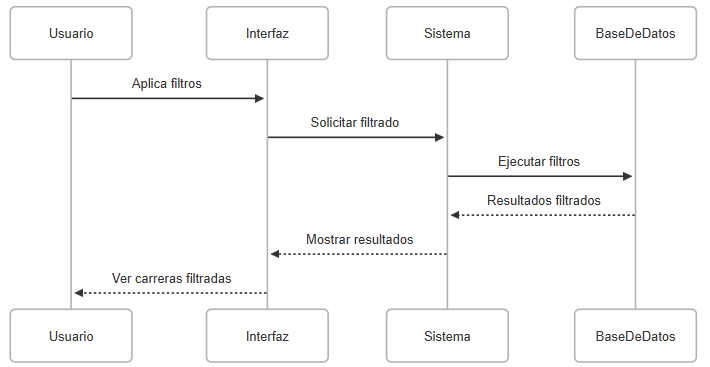 Usuario
Interfaz
Sistema
BaseDeDatos
Aplica filtros
Solicitar filtrado
Ejecutar filtros
Resultados filtrados
Mostrar resultados
Ver carreras filtradas
Usuario
Interfaz
Sistema
BaseDeDatos